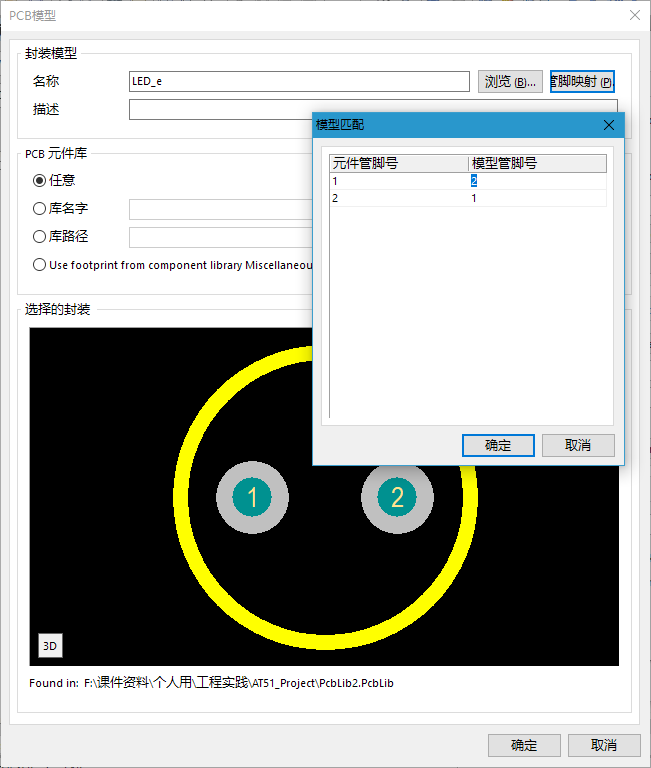 PCB模型
封装模型
名称 LED_e 浏览 (B)... 管脚映射 (P).
描述
模型匹配
元件管脚号 模型管脚号
1 2
2 1
确定 取消
PCB 元件库
任意
库名字
库路径
Use footprint from component library Miscellaneou
选择的封装
1 2
3D
Found in: F:\课件资料\个人用\工程实践\AT51_Project\PcbLib2.PcbLib
确定 取消